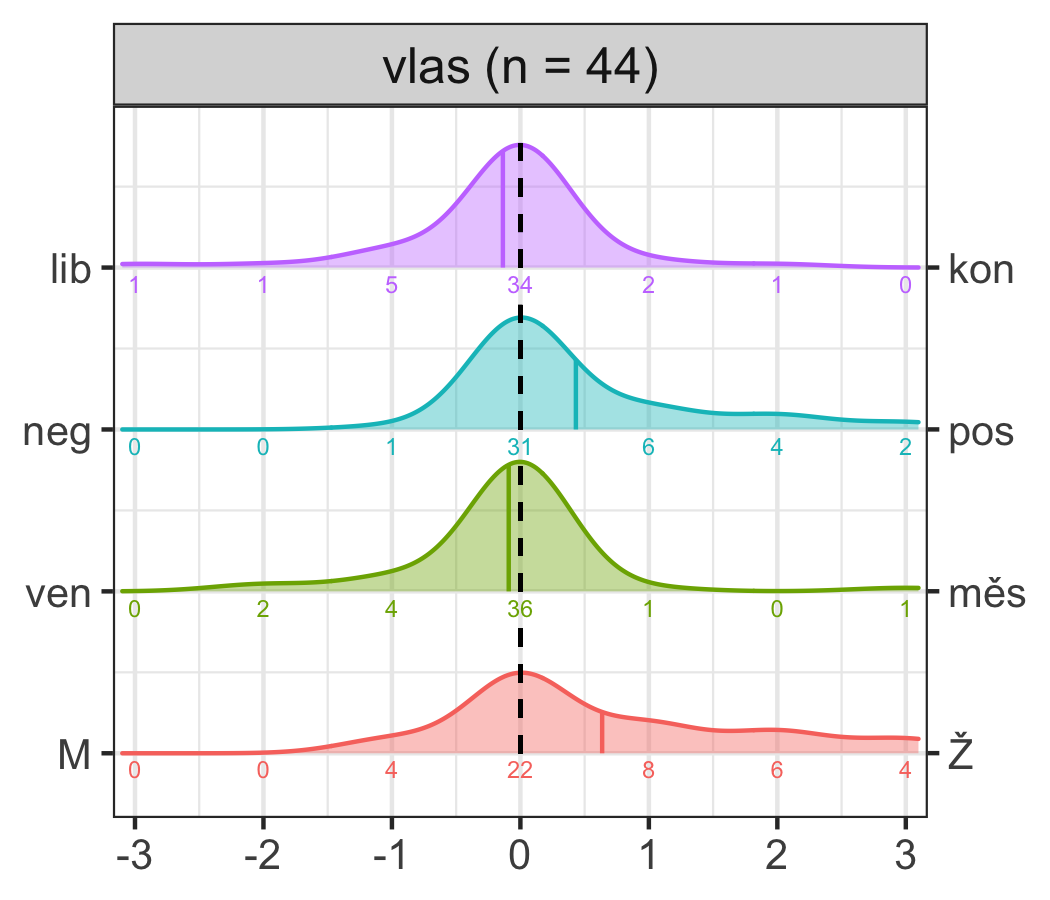 vlas (n = 44)
lib kon
1 1 5 34 2 1 0
neg pos
0 0 1 31 6 4 2
ven měs
0 2 4 36 1 0 1
M Ž
0 0 4 22 8 6 4
-3 -2 -1 0 1 2 3